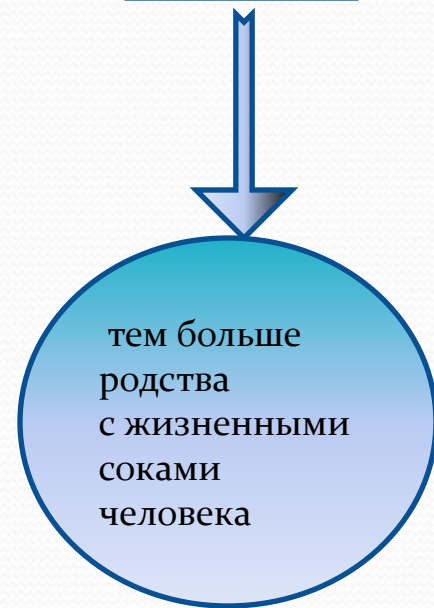 тем больше
родства
с жизненными
соками
человека